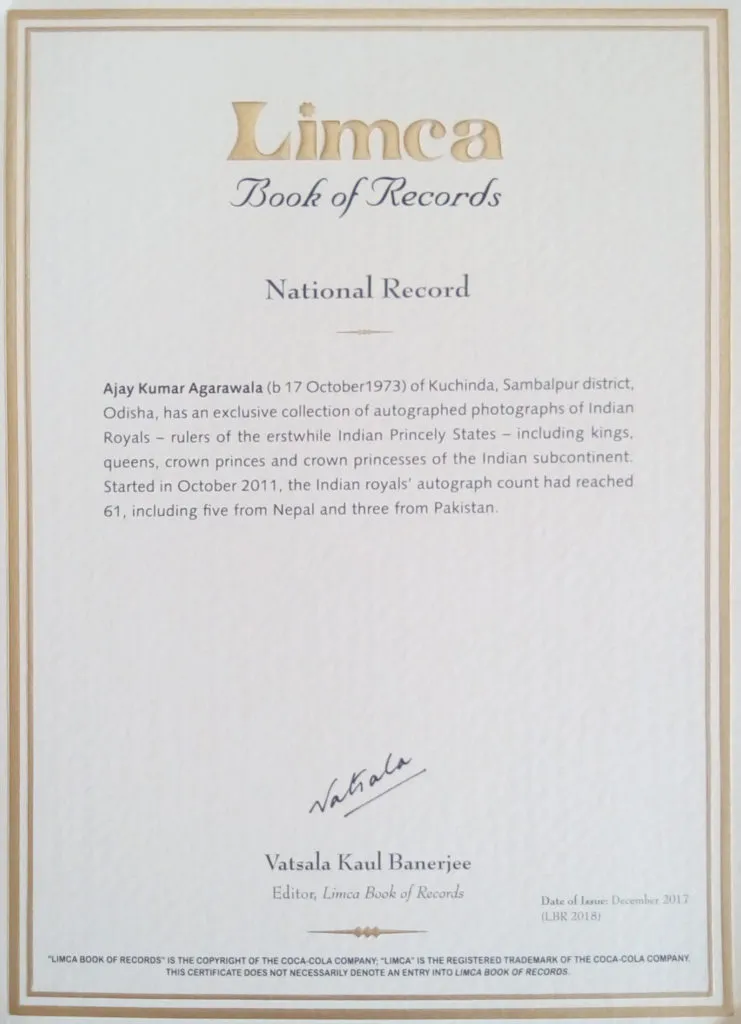 Limca
Book of Records
National Record
Ajay Kumar Agarawala (b 17 October1973) of Kuchinda, Sambalpur district,
Odisha, has an exclusive collection of autographed photographs of Indian
Royals – rulers of the erstwhile Indian Princely States – including kings,
queens, crown princes and crown princesses of the Indian subcontinent.
Started in October 2011, the Indian royals’ autograph count had reached
61, including five from Nepal and three from Pakistan.
Vatsala
Vatsala Kaul Banerjee
Editor, Limca Book of Records
Date of Issue: December 2017
(LBR 2018)
"LIMCA BOOK OF RECORDS" IS THE COPYRIGHT OF THE COCA-COLA COMPANY; "LIMCA" IS THE REGISTERED TRADEMARK OF THE COCA-COLA COMPANY.
THIS CERTIFICATE DOES NOT NECESSARILY DENOTE AN ENTRY INTO LIMCA BOOK OF RECORDS.